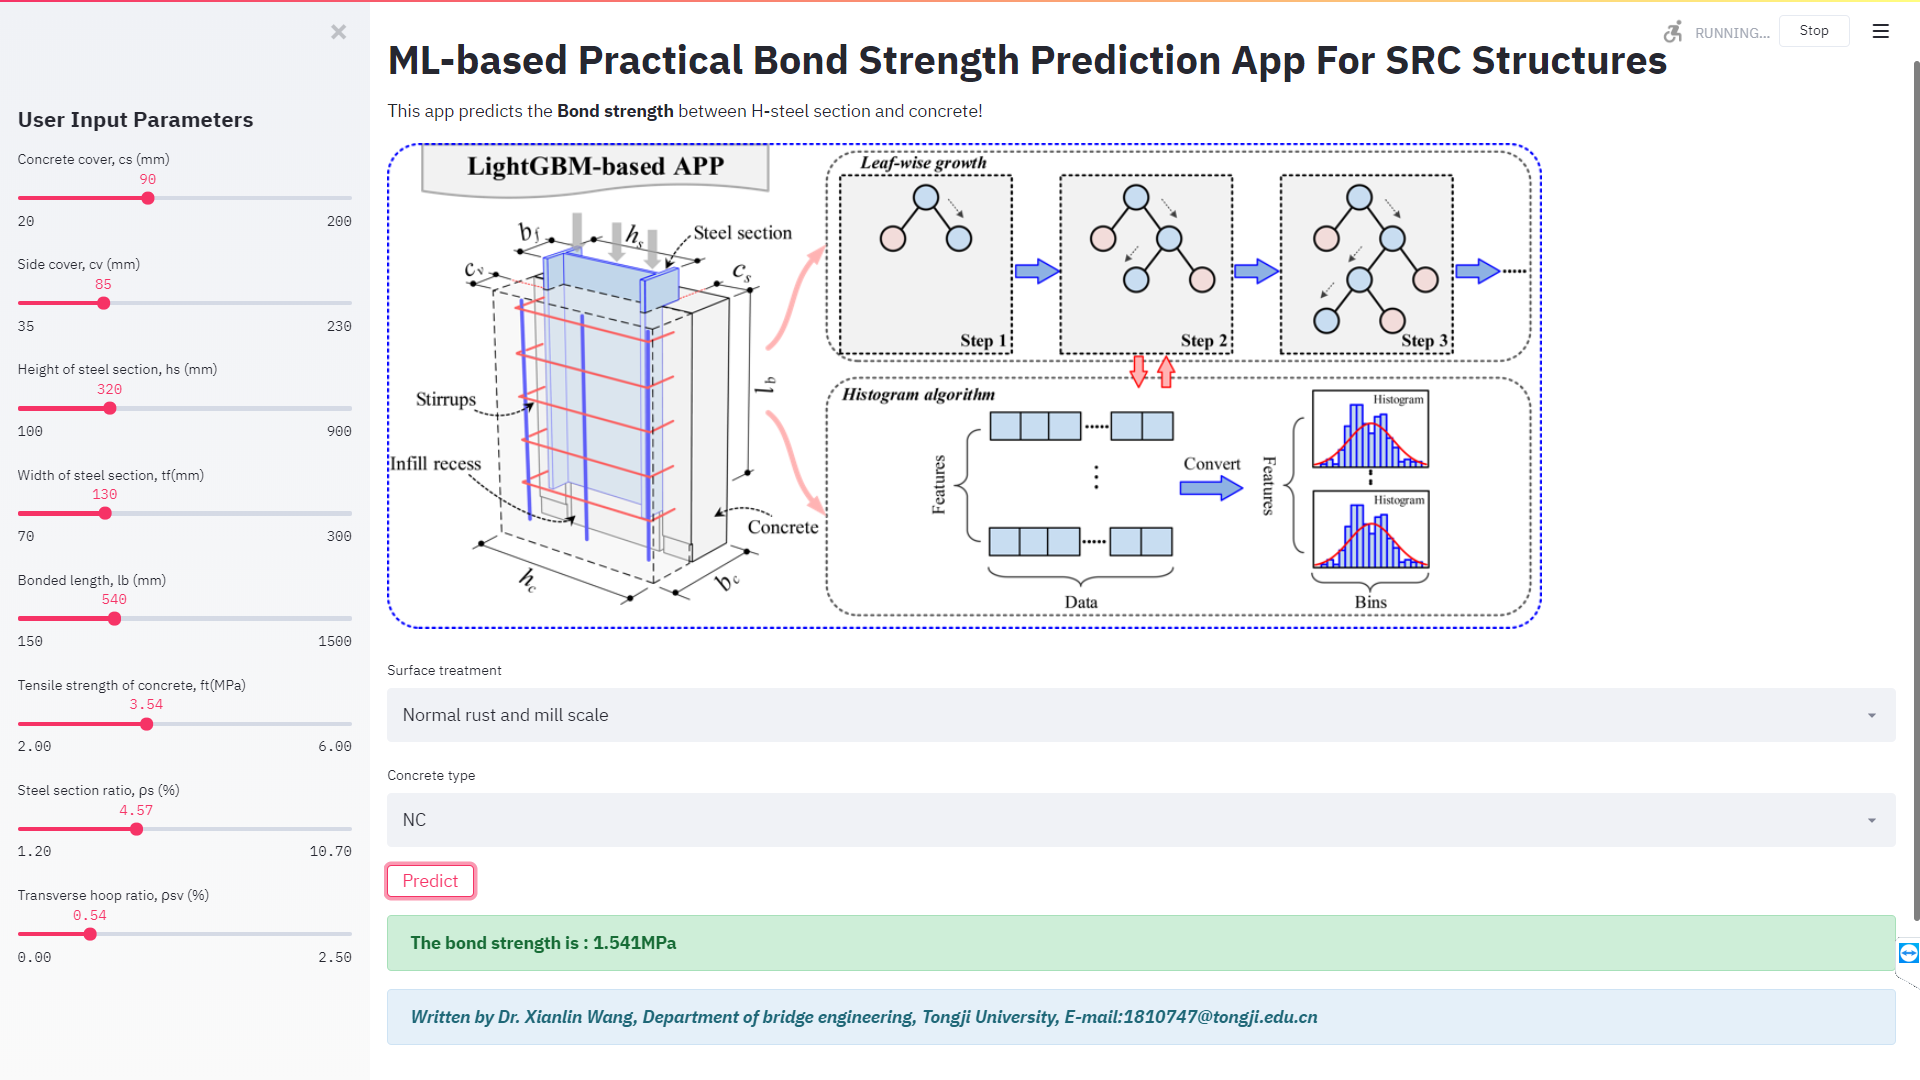 RUNNING...
Stop
ML-based Practical Bond Strength Prediction App For SRC Structures
This app predicts the Bond strength between H-steel section and concrete!
User Input Parameters
Concrete cover, cs (mm)
90
20 200
Side cover, cv (mm)
85
35 230
Height of steel section, hs (mm)
320
100 900
Width of steel section, tf(mm)
130
70 300
Bonded length, lb (mm)
540
150 1500
Tensile strength of concrete, ft(MPa)
3.54
2.00 6.00
Steel section ratio, ρs (%)
4.57
1.20 10.70
Transverse hoop ratio, ρsv (%)
0.54
0.00 2.50
LightGBM-based APP
bf
hs
Steel section
cv
cs
lb
Stirrups
Infill recess
Concrete
hc
bc
Leaf-wise growth
Step 1
Step 2
Step 3
Histogram algorithm
Features
Data
Convert
Features
Histogram
Histogram
Bins
Surface treatment
Normal rust and mill scale
Concrete type
NC
Predict
The bond strength is : 1.541MPa
Written by Dr. Xianlin Wang, Department of bridge engineering, Tongji University, E-mail:1810747@tongji.edu.cn